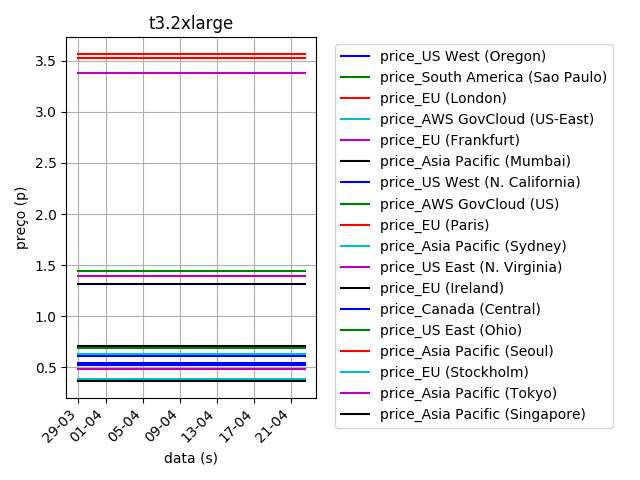 t3.2xlarge
preço (p)
3.5
3.0
2.5
2.0
1.5
1.0
0.5
29-03
01-04
05-04
09-04
13-04
17-04
21-04
data (s)
price_US West (Oregon)
price_South America (Sao Paulo)
price_EU (London)
price_AWS GovCloud (US-East)
price_EU (Frankfurt)
price_Asia Pacific (Mumbai)
price_US West (N. California)
price_AWS GovCloud (US)
price_EU (Paris)
price_Asia Pacific (Sydney)
price_US East (N. Virginia)
price_EU (Ireland)
price_Canada (Central)
price_US East (Ohio)
price_Asia Pacific (Seoul)
price_EU (Stockholm)
price_Asia Pacific (Tokyo)
price_Asia Pacific (Singapore)